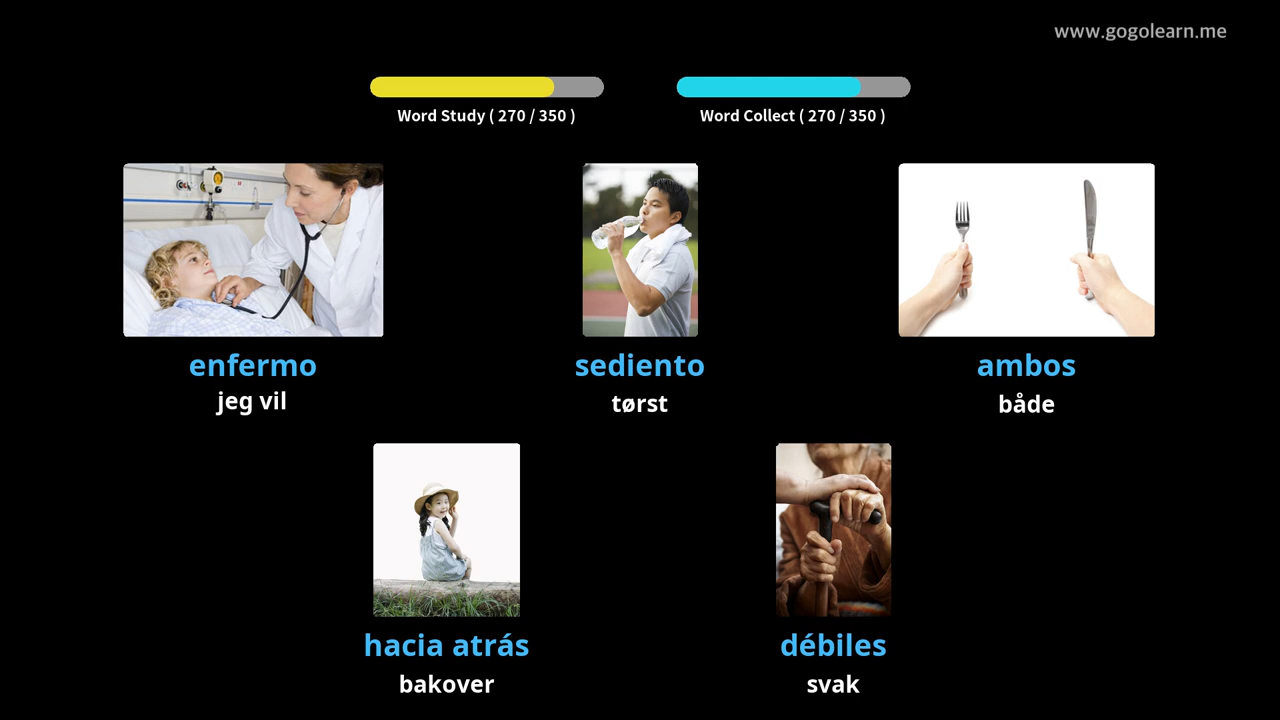 www.gogolearn.me
Word Study ( 270 / 350 )
Word Collect ( 270 / 350 )
enfermo
jeg vil
sediento
tørst
ambos
både
hacia atrás
bakover
débiles
svak